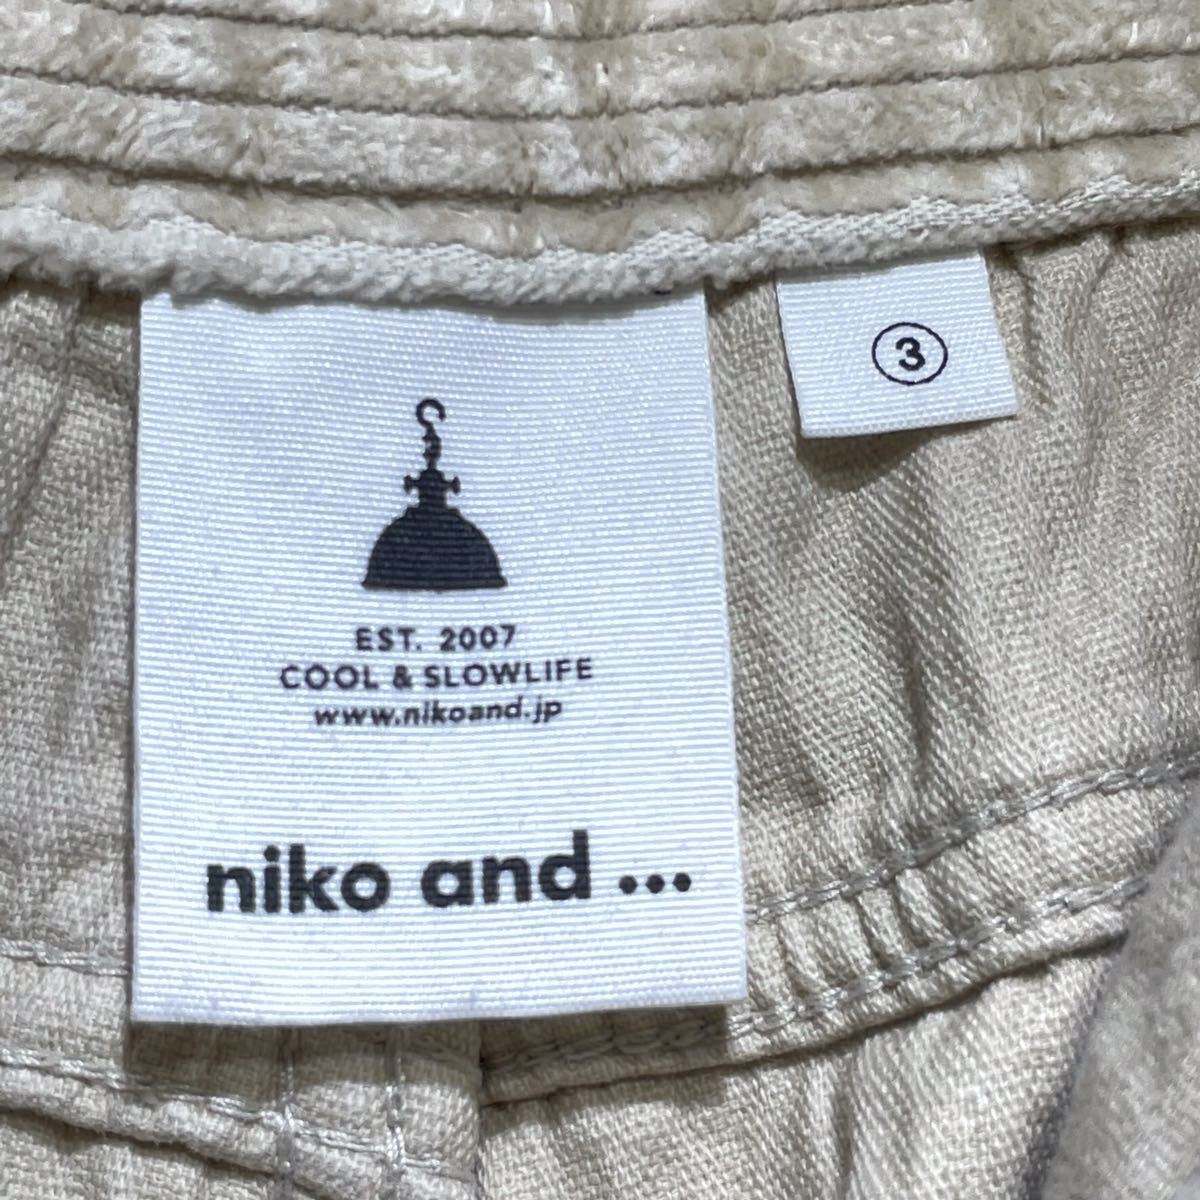 ③
EST. 2007
COOL & SLOWLIFE
www.nikoand.jp
niko and ...